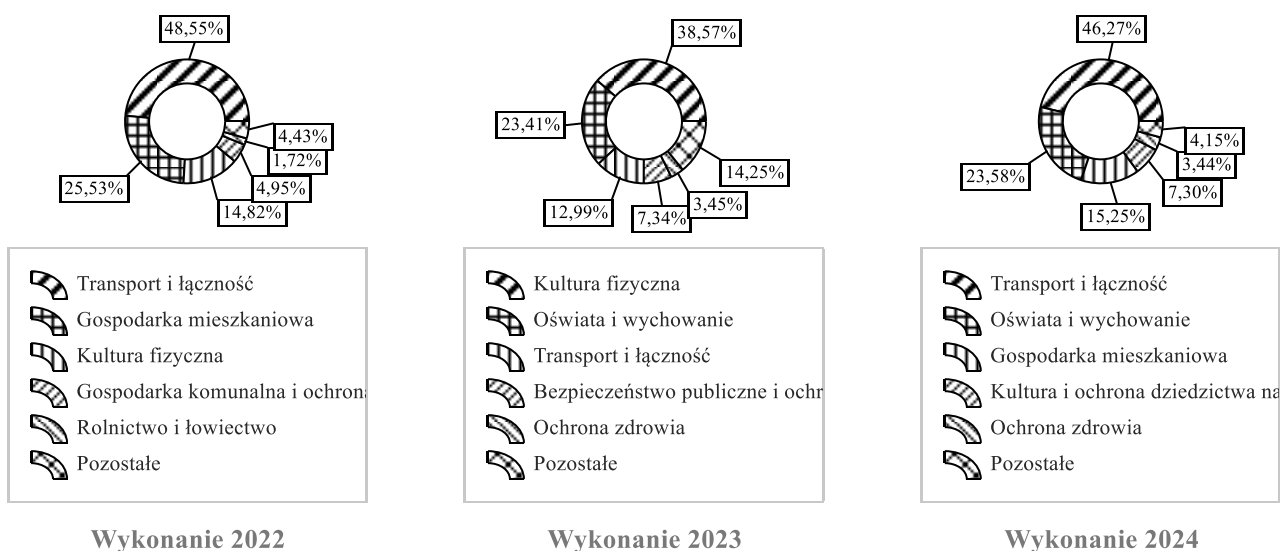 48,55%
4,43%
1,72%
4,95%
14,82%
25,53%
Transport i łączność
Gospodarka mieszkaniowa
Kultura fizyczna
Gospodarka komunalna i ochrona
Rolnictwo i łowiectwo
Pozostałe
Wykonanie 2022
38,57%
23,41%
14,25%
3,45%
7,34%
12,99%
Kultura fizyczna
Oświata i wychowanie
Transport i łączność
Bezpieczeństwo publiczne i ochr
Ochrona zdrowia
Pozostałe
Wykonanie 2023
46,27%
4,15%
3,44%
7,30%
15,25%
23,58%
Transport i łączność
Oświata i wychowanie
Gospodarka mieszkaniowa
Kultura i ochrona dziedzictwa na
Ochrona zdrowia
Pozostałe
Wykonanie 2024